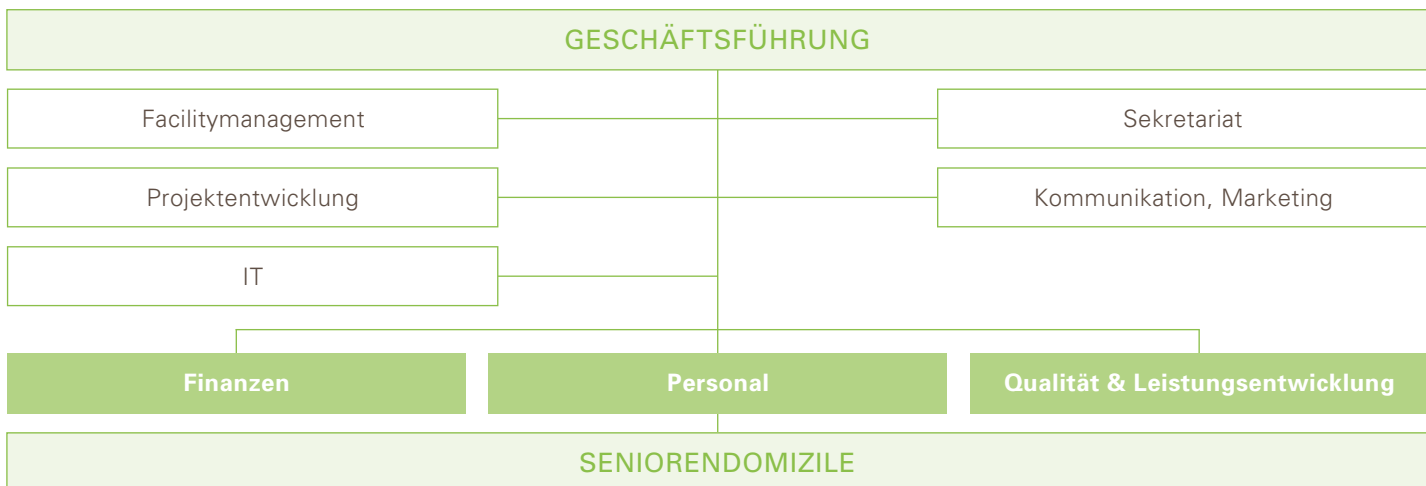 GESCHÄFTSFÜHRUNG
Facilitymanagement
Sekretariat
Projektentwicklung
Kommunikation, Marketing
IT
Finanzen
Personal
Qualität & Leistungsentwicklung
SENIORENDOMIZILE